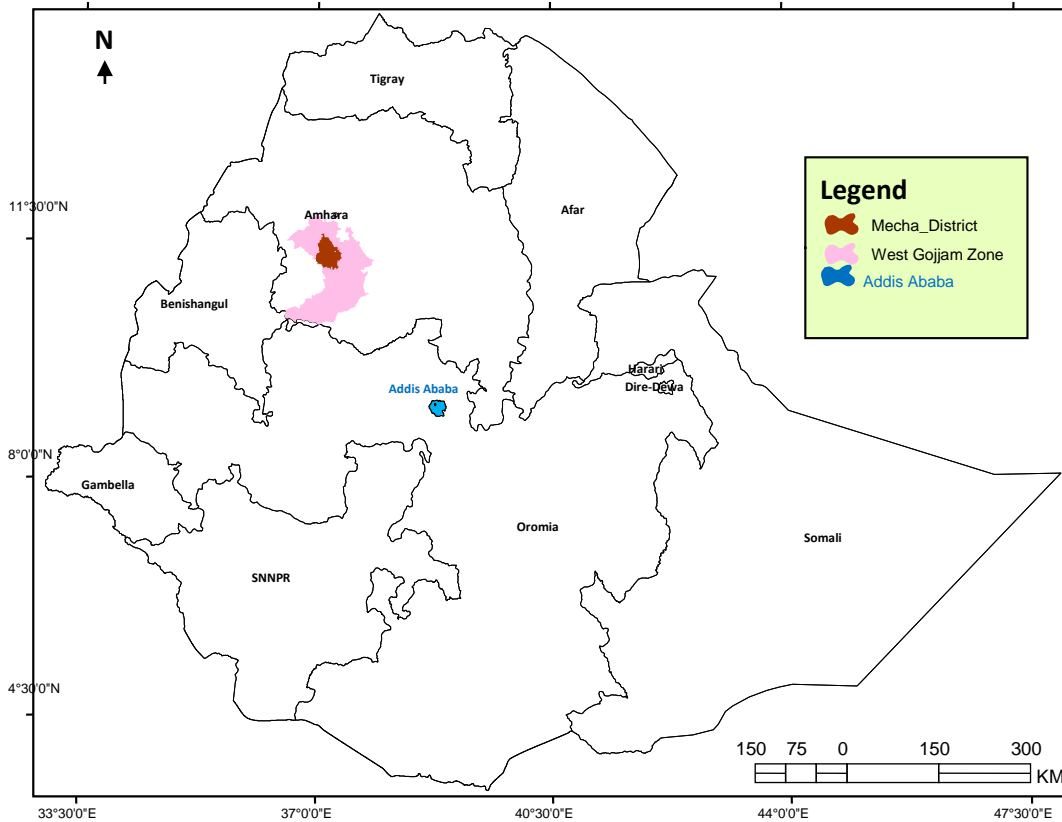 N
Tigray
11°30'0"N
Amhara
Afar
Legend
Mecha_District
West Gojjam Zone
Addis Ababa
Benishangul
Harari
Dire-Dewa
Addis Ababa
8°0'0"N
Gambella
Oromia
Somali
SNNPR
4°30'0"N
150 75 0 150 300
KM
33°30'0"E 37°0'0"E 40°30'0"E 44°0'0"E 47°30'0"E